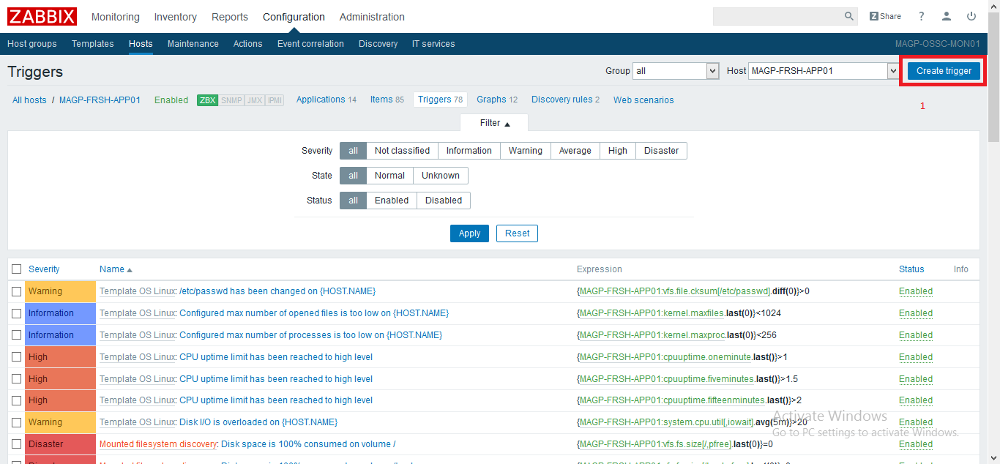 ZABBIX Monitoring Inventory Reports Configuration Administration Z Share ?
Host groups Templates Hosts Maintenance Actions Event correlation Discovery IT services MAGP-OSSC-MON01
Triggers Group all Host MAGP-FRSH-APP01 Create trigger
All hosts / MAGP-FRSH-APP01 Enabled ZBX SNMP JMX IPMI Applications 14 Items 85 Triggers 78 Graphs 12 Discovery rules 2 Web scenarios
1
Filter ▲
Severity all Not classified Information Warning Average High Disaster
State all Normal Unknown
Status all Enabled Disabled
Apply Reset
Severity Name ▲ Expression Status Info
Warning Template OS Linux: /etc/passwd has been changed on {HOST.NAME} {MAGP-FRSH-APP01:vfs.file.cksum[/etc/passwd].diff(0)}>0 Enabled
Information Template OS Linux: Configured max number of opened files is too low on {HOST.NAME} {MAGP-FRSH-APP01:kernel.maxfiles.last(0)}<1024 Enabled
Information Template OS Linux: Configured max number of processes is too low on {HOST.NAME} {MAGP-FRSH-APP01:kernel.maxproc.last(0)}<256 Enabled
High Template OS Linux: CPU uptime limit has been reached to high level {MAGP-FRSH-APP01:cpuuptime.oneminute.last()}>1 Enabled
High Template OS Linux: CPU uptime limit has been reached to high level {MAGP-FRSH-APP01:cpuuptime.fiveminutes.last()}>1.5 Enabled
High Template OS Linux: CPU uptime limit has been reached to high level {MAGP-FRSH-APP01:cpuuptime.fifteenminutes.last()}>2 Enabled
Activate Windows
Warning Template OS Linux: Disk I/O is overloaded on {HOST.NAME} {MAGP-FRSH-APP01:system.cpu.util[,iowait].avg(5m)}>20 Enabled
Go to PC settings to activate Windows.
Disaster Mounted filesystem discovery: Disk space is 100% consumed on volume / {MAGP-FRSH-APP01:vfs.fs.size[/,pfree].last(0)}=0 Enabled